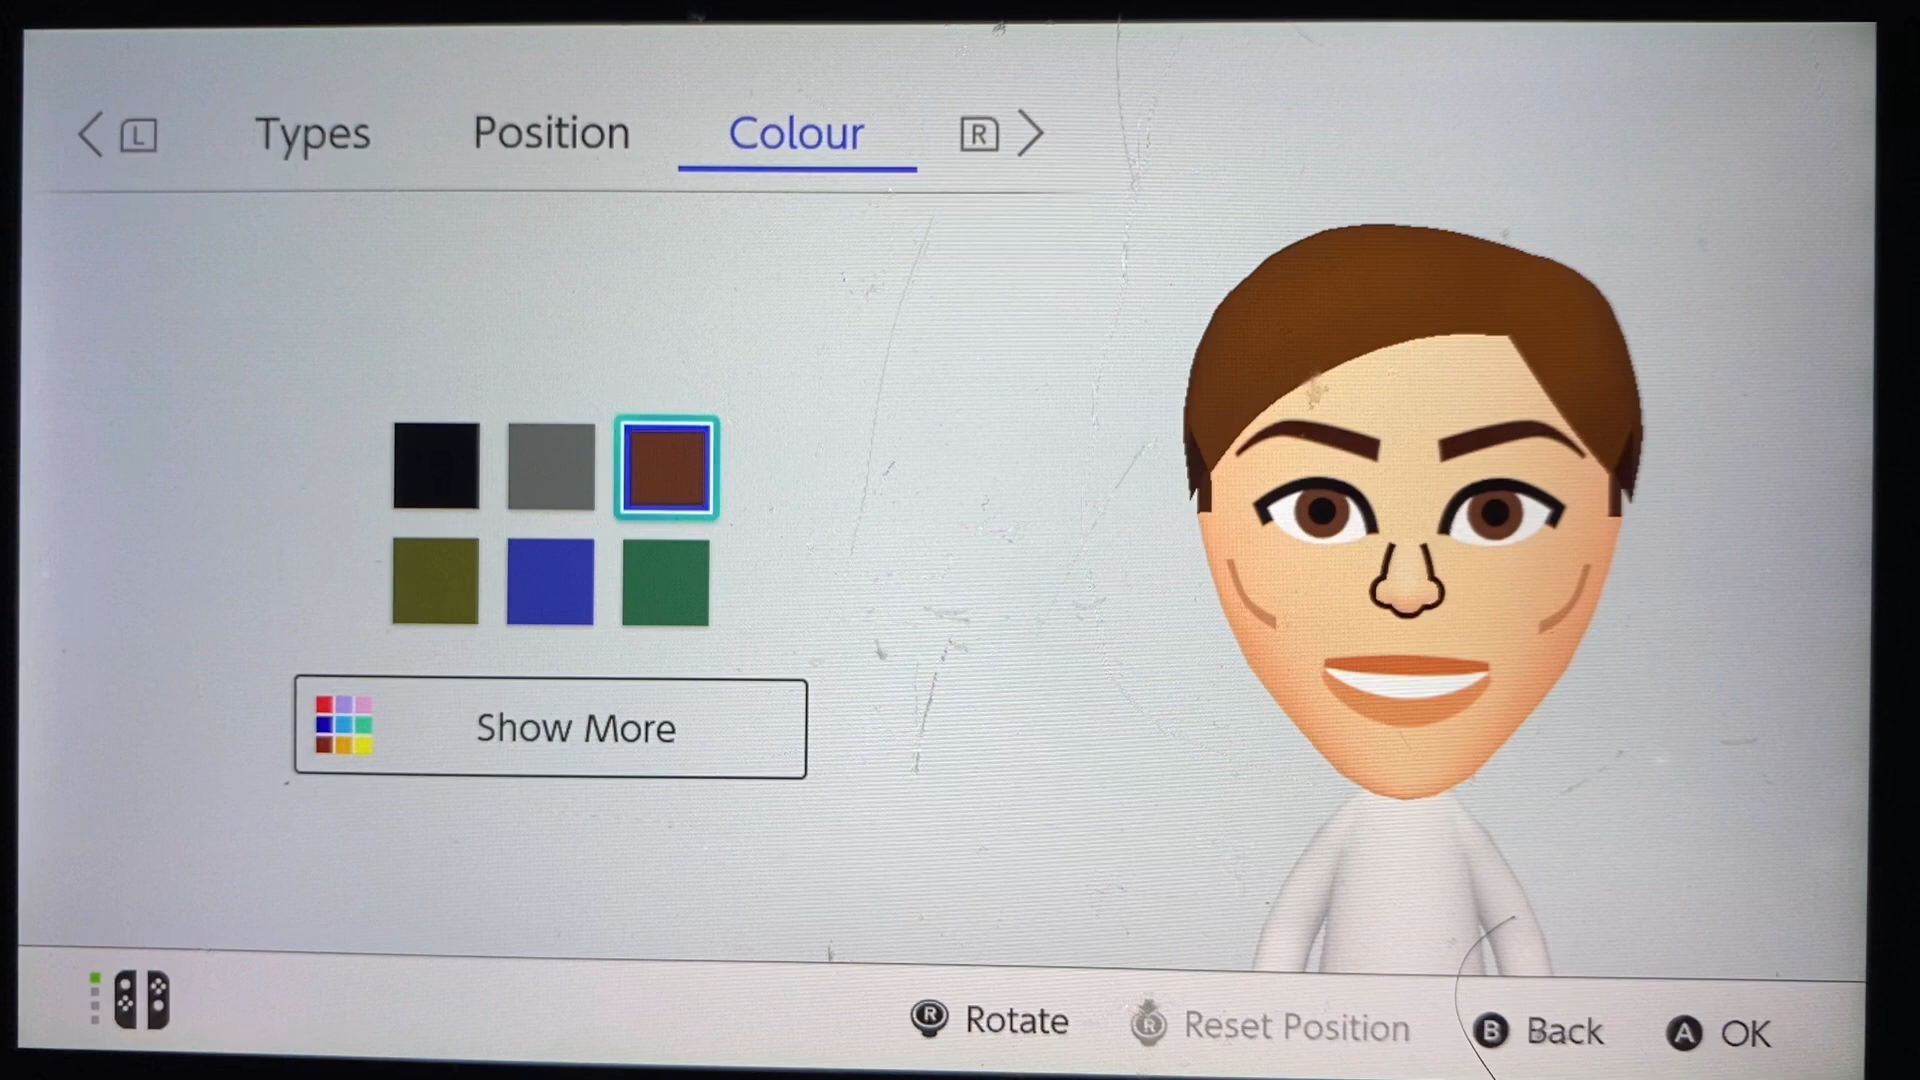 L Types Position Colour R
Show More
R Rotate R Reset Position B Back A OK